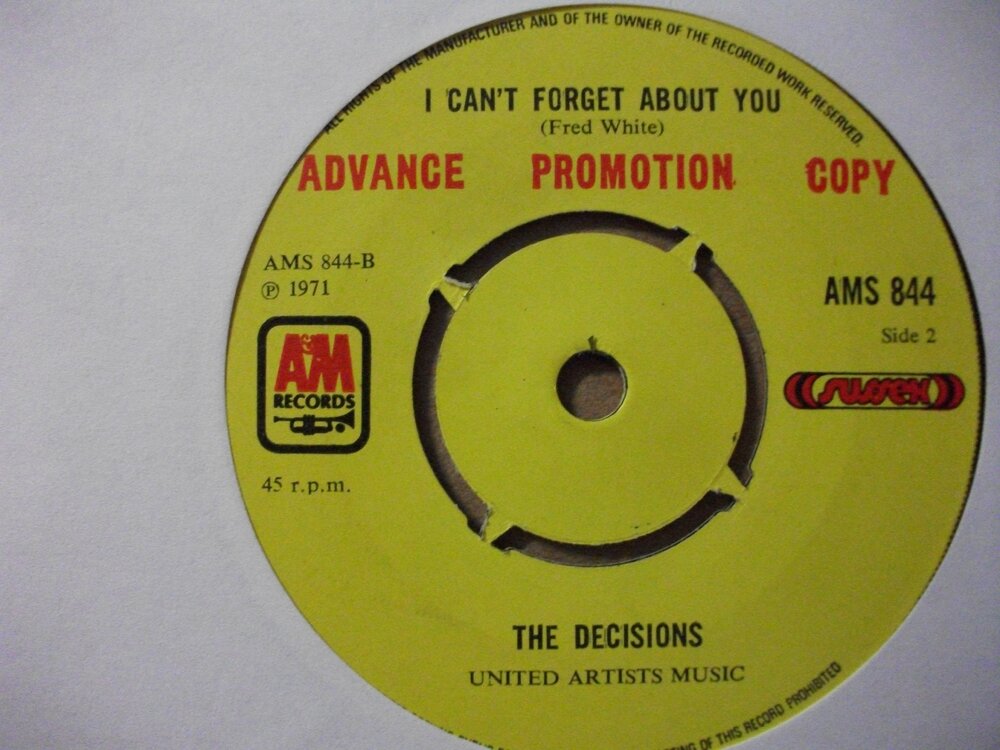 ALL RIGHTS OF THE MANUFACTURER AND OF THE OWNER OF THE RECORDED WORK RESERVED.
I CAN'T FORGET ABOUT YOU
(Fred White)
ADVANCE PROMOTION COPY
AMS 844-B
℗ 1971
AMS 844
Side 2
A&M
RECORDS
SUSSEX
45 r.p.m.
THE DECISIONS
UNITED ARTISTS MUSIC
OF THIS RECORD PROHIBITED